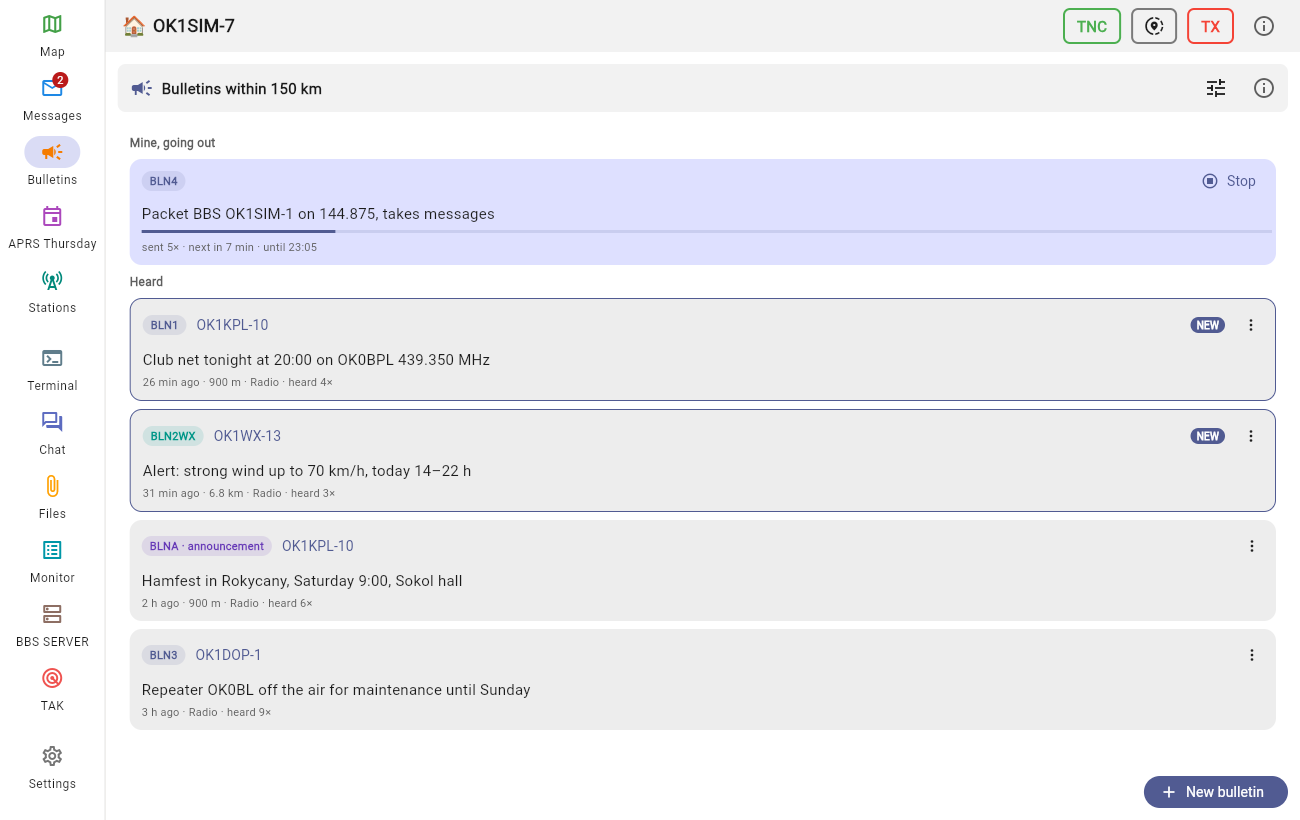 Map
2
Messages
Bulletins
APRS Thursday
Stations
Terminal
Chat
Files
Monitor
BBS SERVER
TAK
Settings
OK1SIM-7
TNC
TX
Bulletins within 150 km
Mine, going out
BLN4
Stop
Packet BBS OK1SIM-1 on 144.875, takes messages
sent 5× · next in 7 min · until 23:05
Heard
BLN1 OK1KPL-10
NEW
Club net tonight at 20:00 on OK0BPL 439.350 MHz
26 min ago · 900 m · Radio · heard 4×
BLN2WX OK1WX-13
NEW
Alert: strong wind up to 70 km/h, today 14–22 h
31 min ago · 6.8 km · Radio · heard 3×
BLNA · announcement OK1KPL-10
Hamfest in Rokycany, Saturday 9:00, Sokol hall
2 h ago · 900 m · Radio · heard 6×
BLN3 OK1DOP-1
Repeater OK0BL off the air for maintenance until Sunday
3 h ago · Radio · heard 9×
New bulletin